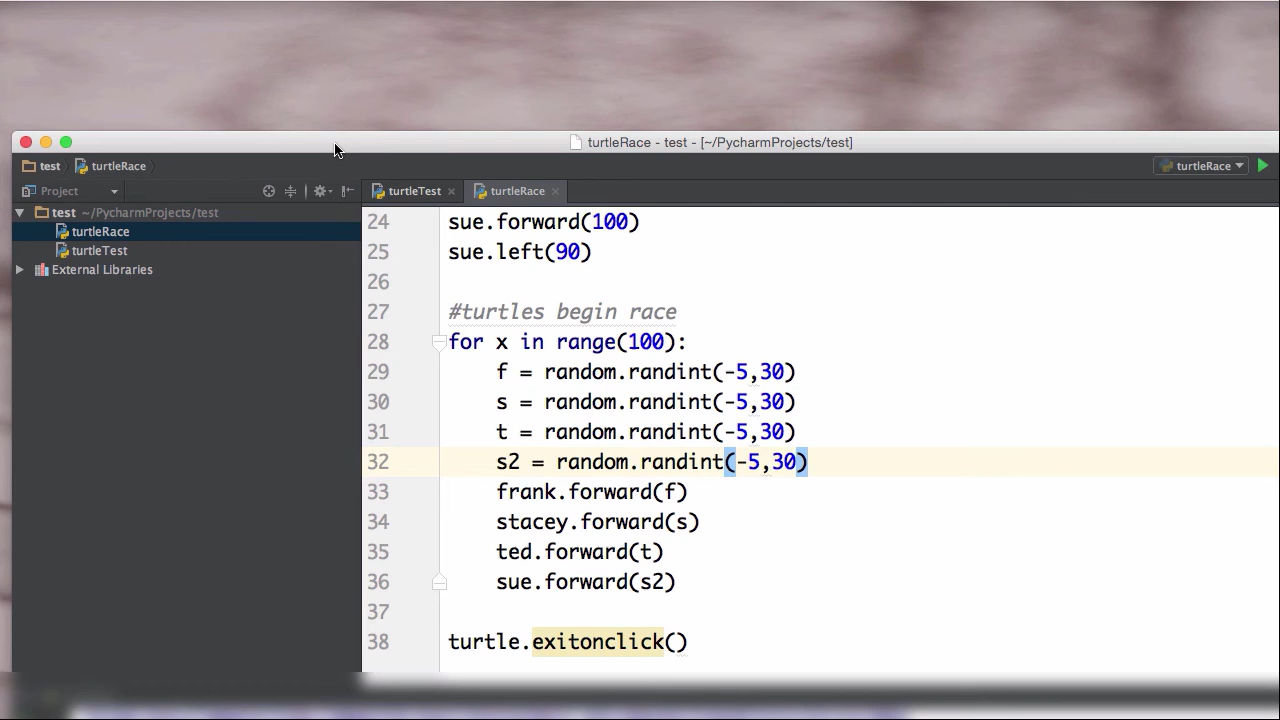 turtleRace - test - [~/PycharmProjects/test]
test turtleRace turtleRace
Project turtleTest turtleRace
test ~/PycharmProjects/test
turtleRace
turtleTest
External Libraries
24 sue.forward(100)
25 sue.left(90)
26
27 #turtles begin race
28 for x in range(100):
29 f = random.randint(-5,30)
30 s = random.randint(-5,30)
31 t = random.randint(-5,30)
32 s2 = random.randint(-5,30)
33 frank.forward(f)
34 stacey.forward(s)
35 ted.forward(t)
36 sue.forward(s2)
37
38 turtle.exitonclick()